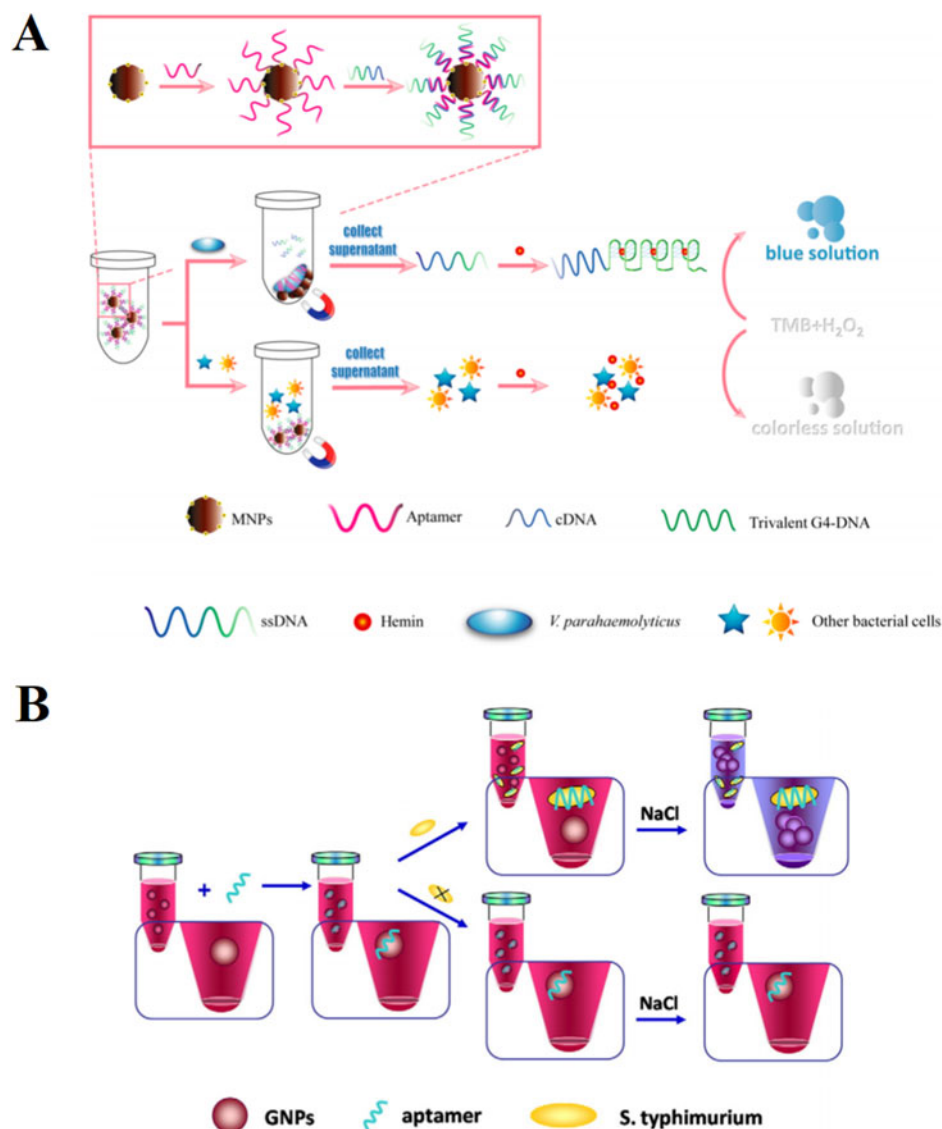 A
collect
supernatant
blue solution
TMB+H₂O₂
collect
supernatant
colorless solution
MNPs
Aptamer
cDNA
Trivalent G4-DNA
ssDNA
Hemin
V. parahaemolyticus
Other bacterial cells
B
NaCl
+
X
NaCl
GNPs
aptamer
S. typhimurium